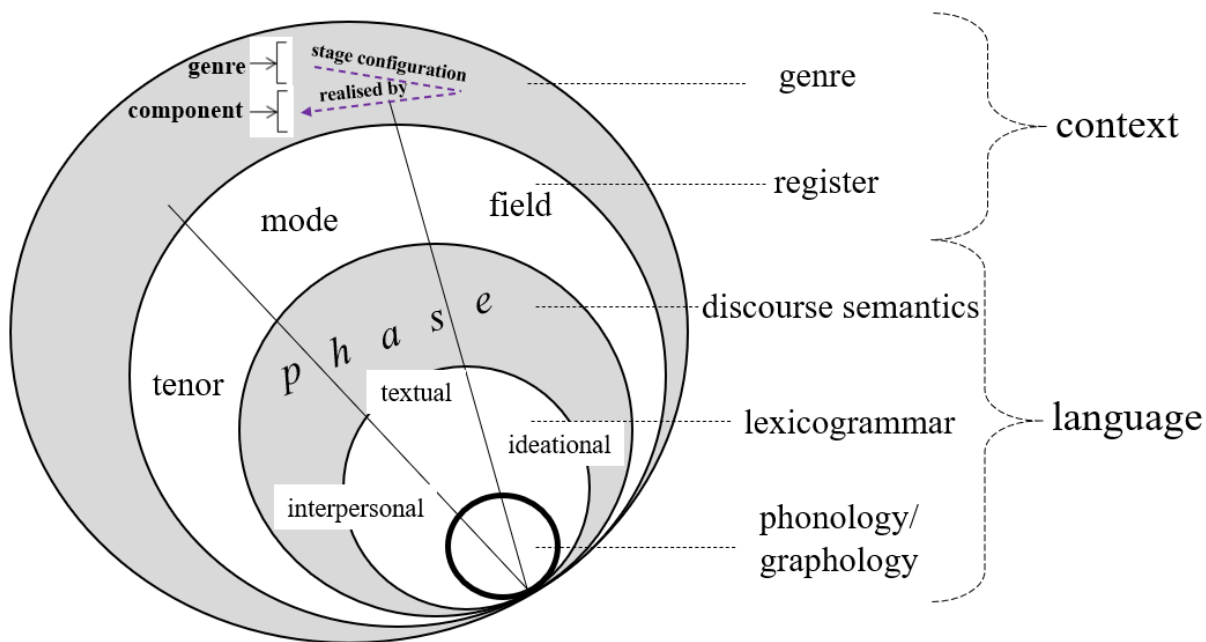 genre
stage configuration
realised by
component
mode
field
tenor
phase
textual
ideational
interpersonal
genre
register
discourse semantics
lexicogrammar
phonology/
graphology
context
language